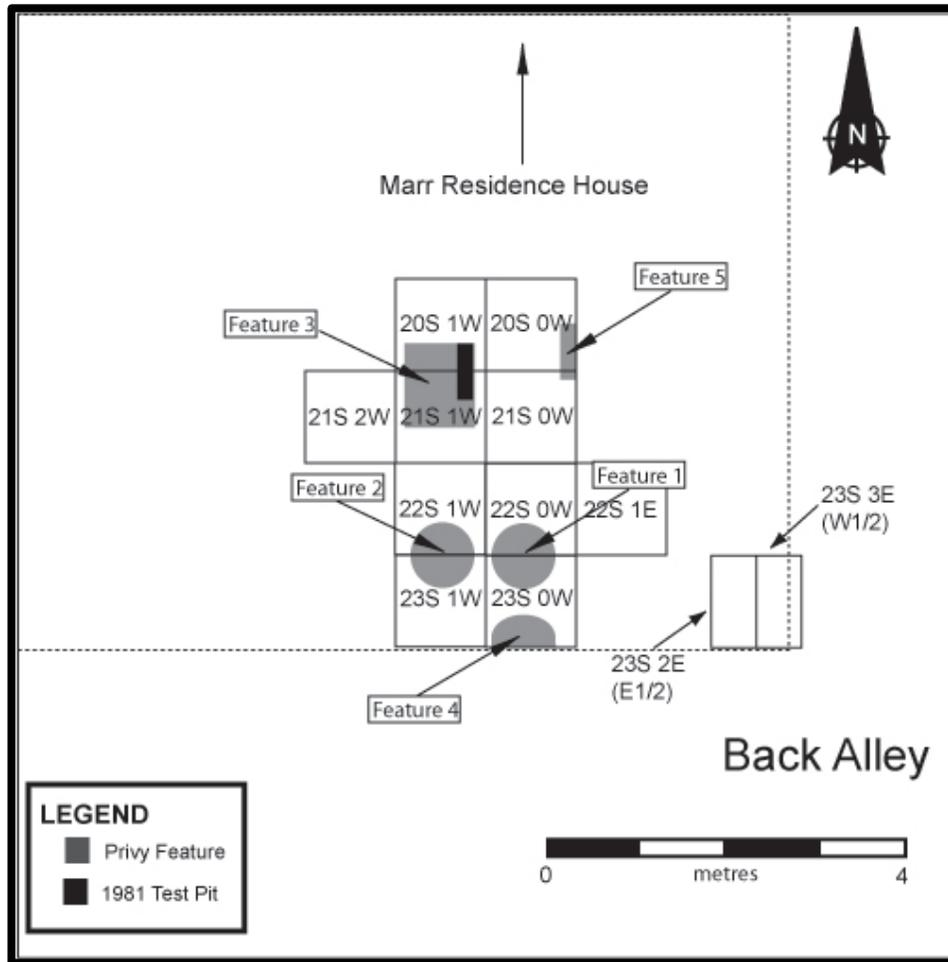 N
Marr Residence House
Feature 5
Feature 3
20S 1W
20S 0W
21S 2W
21S 1W
21S 0W
Feature 1
Feature 2
22S 1W
22S 0W
22S 1E
23S 3E
(W1/2)
23S 1W
23S 0W
23S 2E
(E1/2)
Feature 4
Back Alley
LEGEND
Privy Feature
1981 Test Pit
0
metres
4